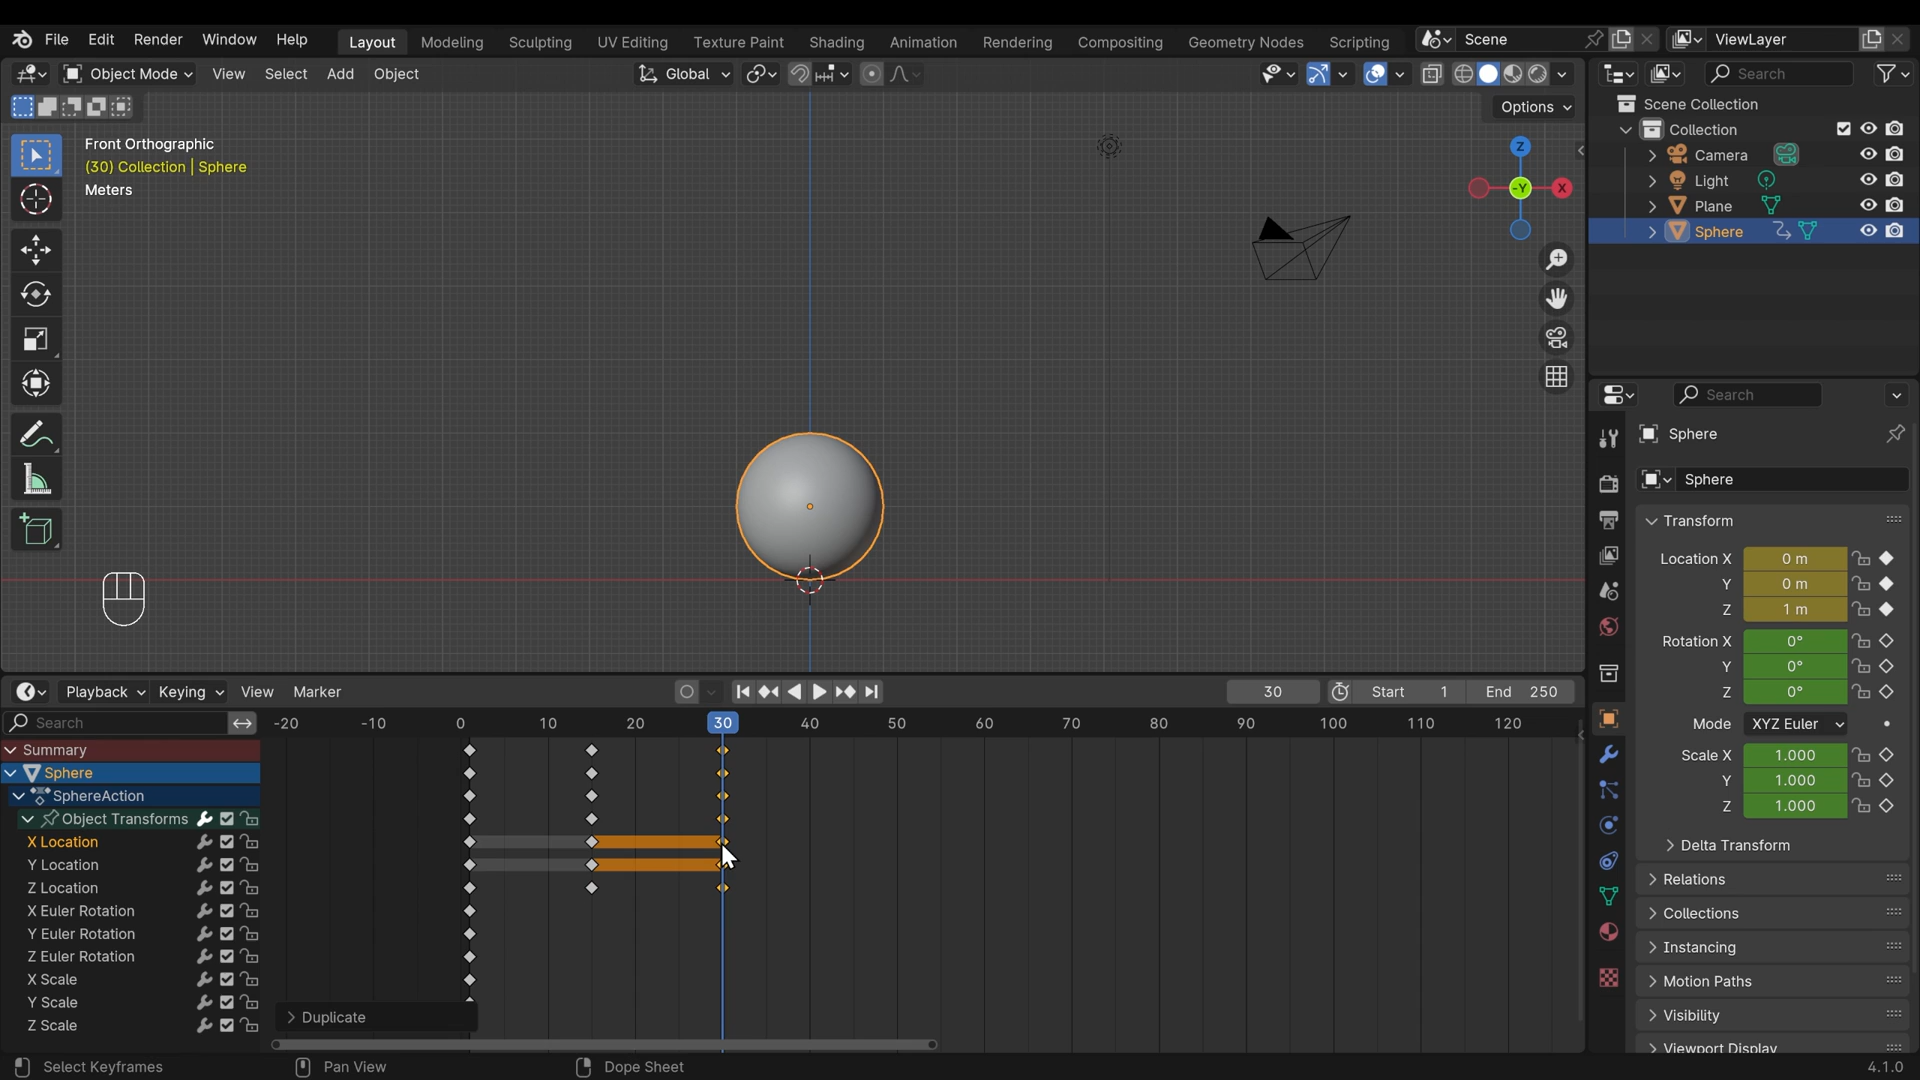 File Edit Render Window Help Layout Modeling Sculpting UV Editing Texture Paint Shading Animation Rendering Compositing Geometry Nodes Scripting Scene ViewLayer
Object Mode View Select Add Object Global Search
Options
Scene Collection
Collection
Camera
Light
Plane
Sphere
Front Orthographic
(30) Collection | Sphere
Meters
Z
-Y
X
Search
Sphere
Sphere
Transform
Location X 0 m
Y 0 m
Z 1 m
Rotation X 0°
Y 0°
Z 0°
Mode XYZ Euler
Scale X 1.000
Y 1.000
Z 1.000
Delta Transform
Relations
Collections
Instancing
Motion Paths
Visibility
Viewport Display
Playback Keying View Marker 30 Start 1 End 250
Search -20 -10 0 10 20 30 40 50 60 70 80 90 100 110 120
Summary
Sphere
SphereAction
Object Transforms
X Location
Y Location
Z Location
X Euler Rotation
Y Euler Rotation
Z Euler Rotation
X Scale
Y Scale
Z Scale
Duplicate
Select Keyframes Pan View Dope Sheet 4.1.0